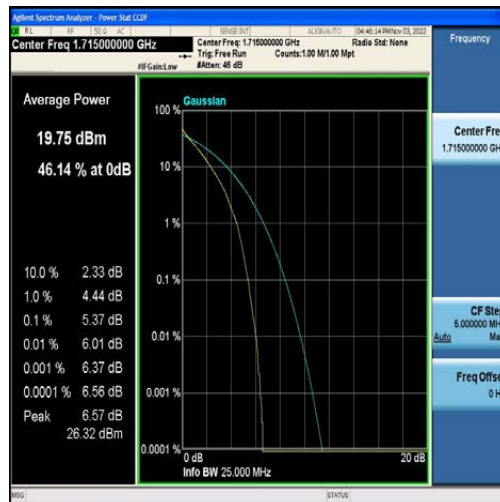 Agilent Spectrum Analyzer - Power Stat CCDF
RL RF 50 Ω AC SENSE:INT ALIGNAUTO 04:46:14 PM Nov 03, 2022
Center Freq 1.715000000 GHz
Center Freq: 1.715000000 GHz Radio Std: None
Trig: Free Run Counts:1.00 M/1.00 Mpt
#IFGain:Low #Atten: 46 dB
Frequency
Average Power
19.75 dBm
46.14 % at 0dB
10.0 % 2.33 dB
1.0 % 4.44 dB
0.1 % 5.37 dB
0.01 % 6.01 dB
0.001 % 6.37 dB
0.0001 % 6.56 dB
Peak 6.57 dB
26.32 dBm
Gaussian
100 %
10 %
1 %
0.1 %
0.01 %
0.001 %
0.0001 %
0 dB 20 dB
Info BW 25.000 MHz
Center Fre
1.715000000 GH
CF Ste
5.000000 MH
Auto Ma
Freq Offse
0 H
MSG STATUS